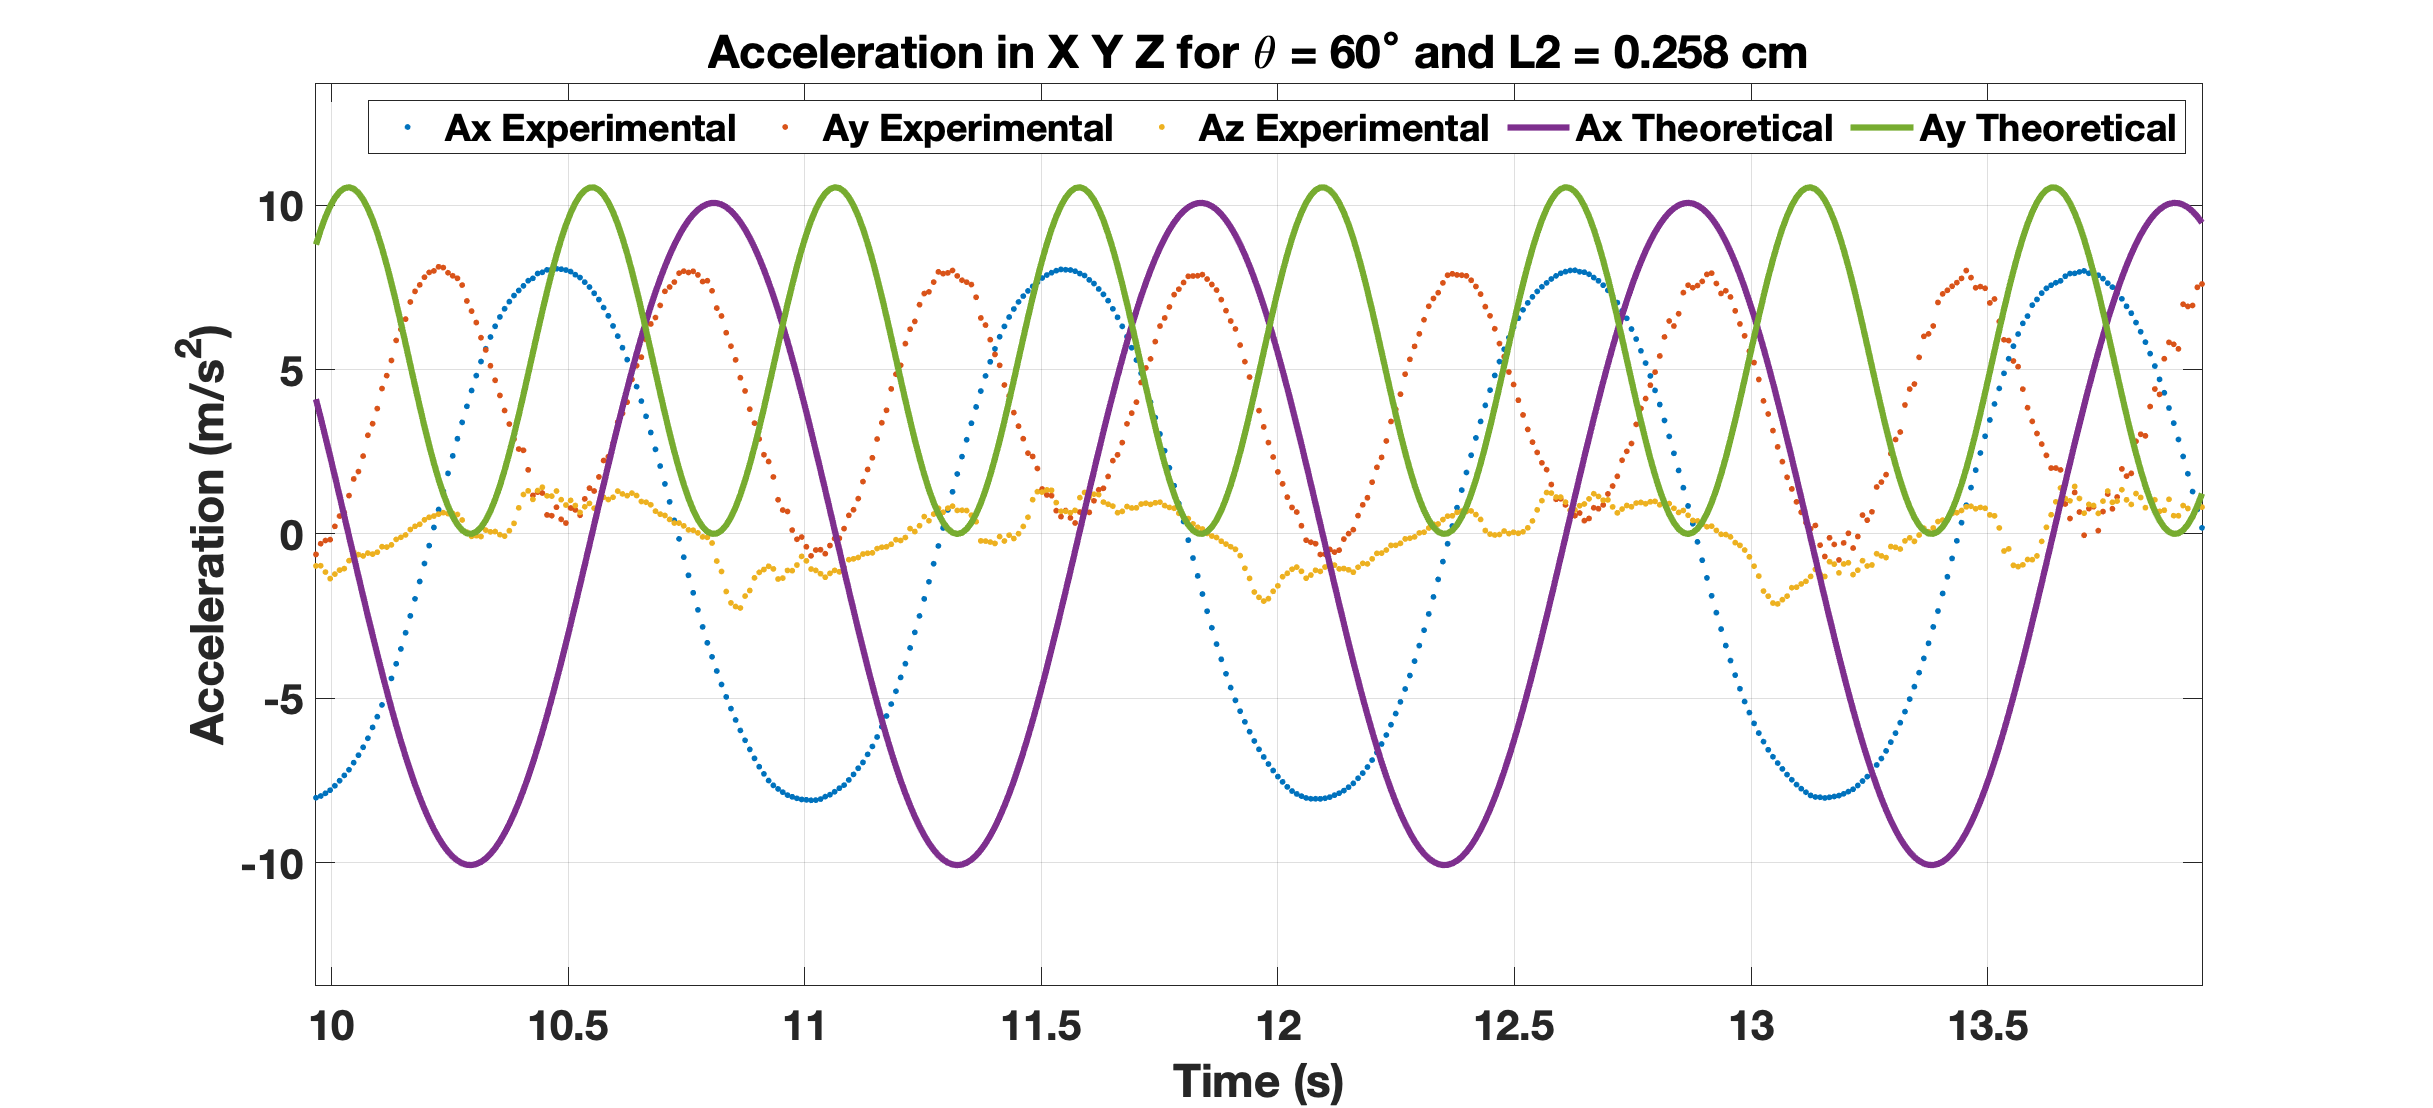 Acceleration in X Y Z for θ = 60° and L2 = 0.258 cm
Ax Experimental Ay Experimental Az Experimental Ax Theoretical Ay Theoretical
10
5
0
-5
-10
Acceleration (m/s²)
10 10.5 11 11.5 12 12.5 13 13.5
Time (s)